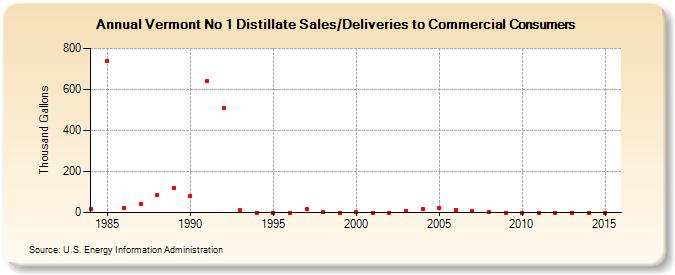 Annual Vermont No 1 Distillate Sales/Deliveries to Commercial Consumers
Thousand Gallons
800
600
400
200
0
1985 1990 1995 2000 2005 2010 2015
Source: U.S. Energy Information Administration